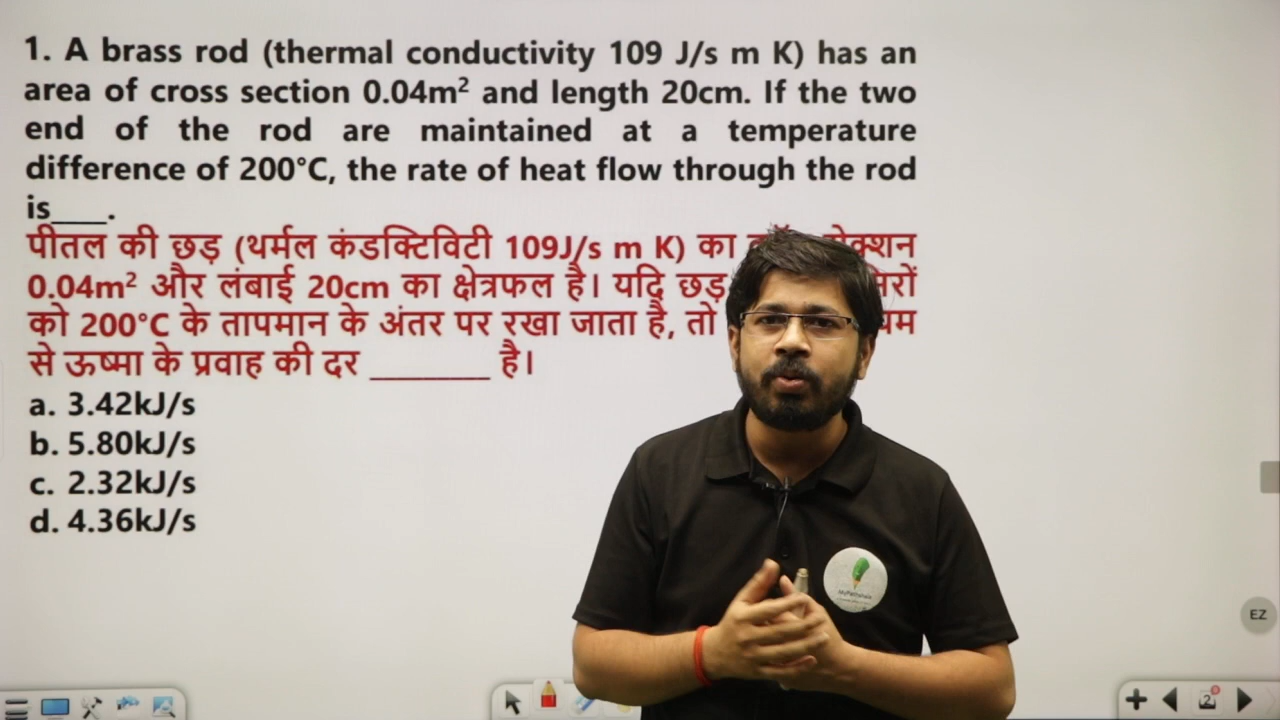 1. A brass rod (thermal conductivity 109 J/s m K) has an
area of cross section 0.04m² and length 20cm. If the two
end of the rod are maintained at a temperature
difference of 200°C, the rate of heat flow through the rod
is____.
पीतल की छड़ (थर्मल कंडक्टिविटी 109J/s m K) का
0.04m² और लंबाई 20cm का क्षेत्रफल है। यदि छड़
को 200°C के तापमान के अंतर पर रखा जाता है, तो
से ऊष्मा के प्रवाह की दर _______ है।
a. 3.42kJ/s
b. 5.80kJ/s
c. 2.32kJ/s
d. 4.36kJ/s
EZ
2